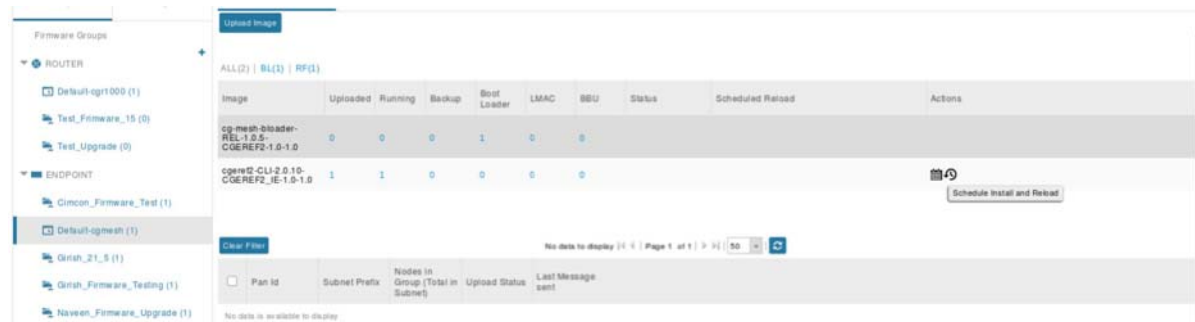 Upload Image
Firmware Groups
ROUTER
+
ALL(2) | BL(1) | RF(1)
Default-cgr1000 (1)
Image Uploaded Running Backup Boot Loader LMAC BBU Status Scheduled Reload Actions
Test_Frimware_15 (0)
Test_Upgrade (0)
cg-mesh-bloader-
REL-1.0.5-
CGEREF2-1.0-1.0
0 0 0 1 0 0
ENDPOINT
cgeref2-CLI-2.0.10-
CGEREF2_IE-1.0-1.0
1 1 0 0 0 0
Schedule Install and Reload
Cimcon_Firmware_Test (1)
Default-cgmesh (1)
Clear Filter
No data to display | Page 1 of 1 | 50
Girish_21_5 (1)
Girish_Firmware_Testing (1)
Naveen_Firmware_Upgrade (1)
Pan Id Subnet Prefix Nodes in Group (Total in Subnet) Upload Status Last Message sent
No data is available to display